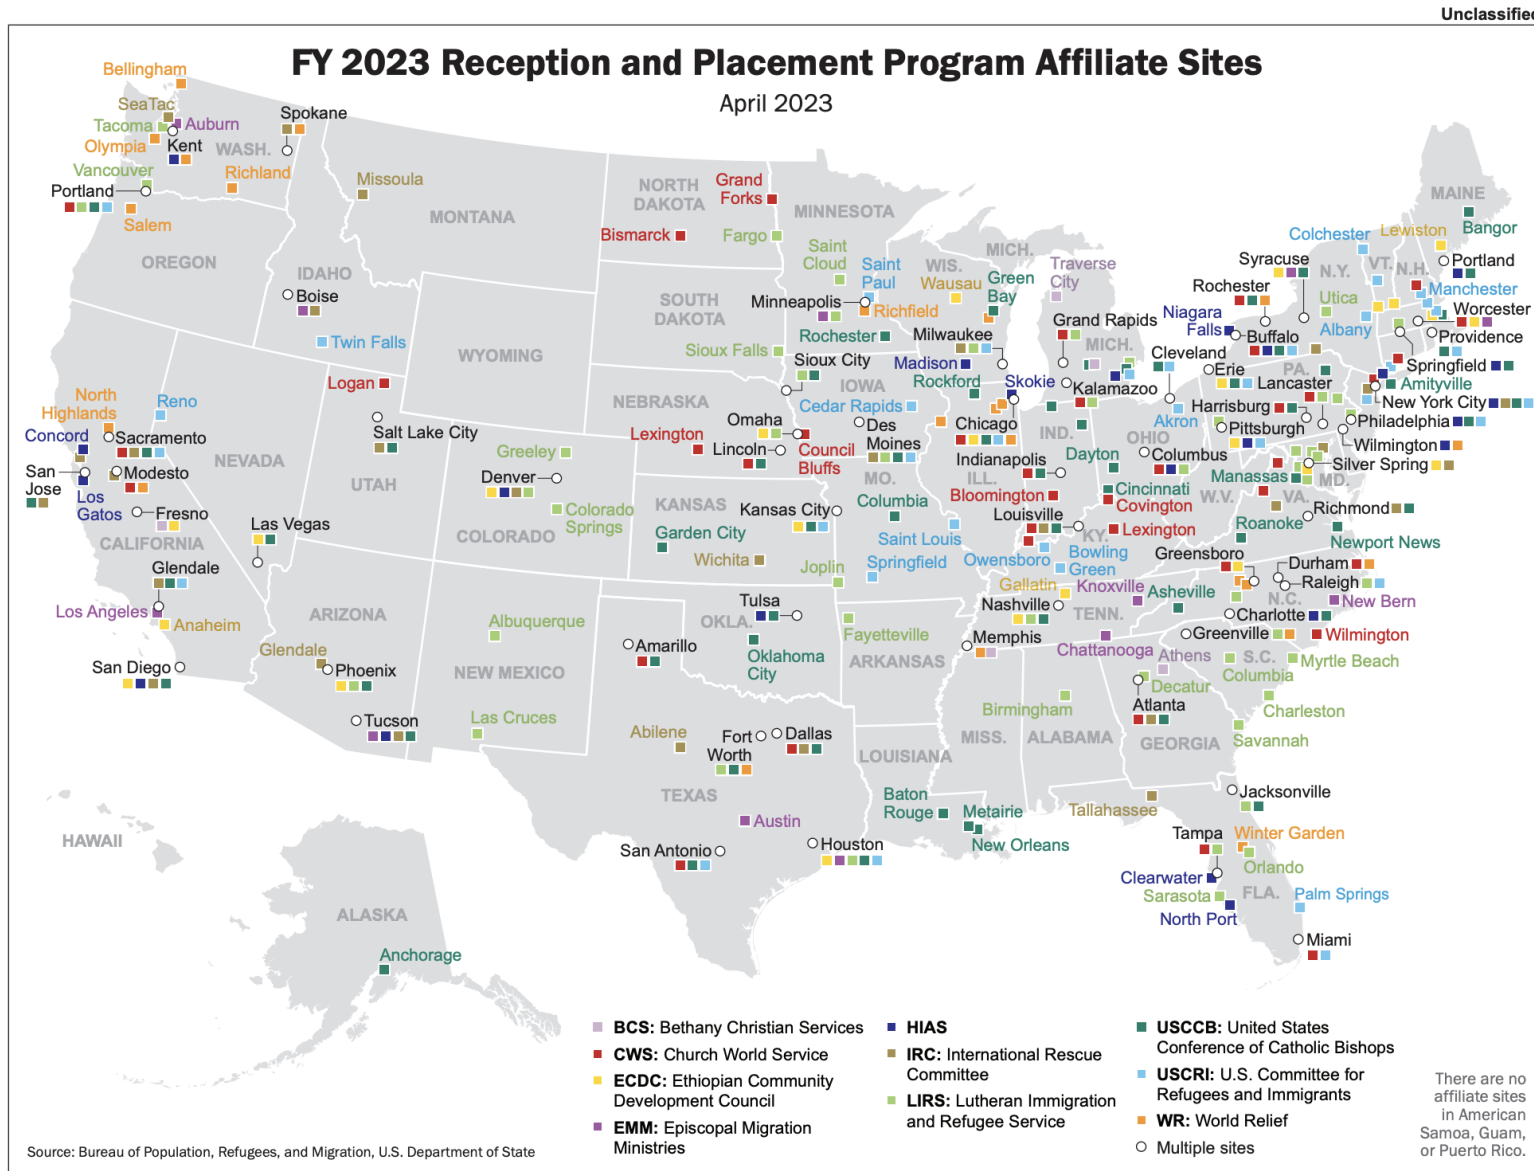 Unclassified
FY 2023 Reception and Placement Program Affiliate Sites
April 2023
Bellingham
SeaTac
Tacoma
Auburn
Olympia
Kent
WASH.
Spokane
Vancouver
Richland
Portland
Salem
Missoula
MONTANA
NORTH
DAKOTA
Grand
Forks
MINNESOTA
Bismarck
Fargo
Saint
Cloud
OREGON
IDAHO
Boise
Twin Falls
WYOMING
SOUTH
DAKOTA
Saint
Paul
Minneapolis
Richfield
WIS.
Wausau
Green
Bay
MICH.
Traverse
City
Rochester
Sioux Falls
Milwaukee
Madison
Grand Rapids
MICH.
Sioux City
IOWA
Rockford
Skokie
Kalamazoo
MAINE
Bangor
Colchester
Lewiston
VT.
N.H.
Portland
Syracuse
N.Y.
Rochester
Utica
Manchester
Niagara
Falls
Albany
Worcester
Buffalo
Providence
Cleveland
Erie
PA.
Lancaster
Springfield
Amityville
Akron
Harrisburg
New York City
Pittsburgh
Philadelphia
Wilmington
North
Highlands
Reno
Logan
Concord
Sacramento
Salt Lake City
NEBRASKA
Omaha
Cedar Rapids
Des
Moines
Chicago
IND.
OHIO
Columbus
San
Jose
Modesto
NEVADA
Los
Gatos
UTAH
Greeley
Denver
Lexington
Lincoln
Council
Bluffs
MO.
ILL.
Indianapolis
Dayton
Silver Spring
Manassas
MD.
W.V.
VA.
Fresno
CALIFORNIA
Las Vegas
COLORADO
Colorado
Springs
KANSAS
Kansas City
Garden City
Wichita
Columbia
Bloomington
Cincinnati
Covington
Richmond
Louisville
KY.
Lexington
Roanoke
Newport News
Saint Louis
Springfield
Owensboro
Bowling
Green
Greensboro
Durham
Raleigh
N.C.
Glendale
Los Angeles
Anaheim
ARIZONA
Glendale
Phoenix
Albuquerque
NEW MEXICO
Joplin
Tulsa
OKLA.
Oklahoma
City
Amarillo
Fayetteville
ARKANSAS
Gallatin
Nashville
Knoxville
TENN.
Asheville
New Bern
Charlotte
Memphis
Chattanooga
Greenville
Wilmington
Athens
S.C.
Columbia
Myrtle Beach
San Diego
Tucson
Las Cruces
Abilene
Fort
Worth
Dallas
LOUISIANA
MISS.
Birmingham
ALABAMA
Decatur
Atlanta
GEORGIA
Charleston
Savannah
TEXAS
Austin
San Antonio
Houston
Baton
Rouge
Metairie
New Orleans
Tallahassee
Jacksonville
Tampa
Winter Garden
Orlando
Clearwater
Sarasota
FLA.
North Port
Palm Springs
Miami
HAWAII
ALASKA
Anchorage
BCS: Bethany Christian Services
CWS: Church World Service
ECDC: Ethiopian Community
Development Council
EMM: Episcopal Migration
Ministries
HIAS
IRC: International Rescue
Committee
LIRS: Lutheran Immigration
and Refugee Service
USCCB: United States
Conference of Catholic Bishops
USCRI: U.S. Committee for
Refugees and Immigrants
WR: World Relief
Multiple sites
There are no
affiliate sites
in American
Samoa, Guam,
or Puerto Rico.
Source: Bureau of Population, Refugees, and Migration, U.S. Department of State